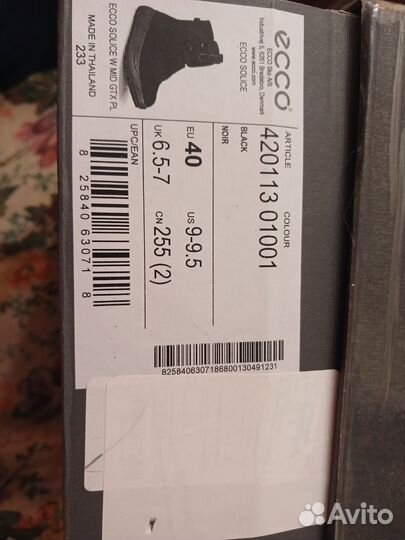 ecco
ECCO Sko A/S
Industrivej 5, 6261 Bredebro, Denmark
www.ecco.com
ECCO SOLICE
ARTICLE COLOUR
420113 01001
BLACK
NOIR
EU 40 US 9-9.5
UK 6.5-7 CN 255 (2)
UPC/EAN
8 25840 63071 8
ECCO SOLICE W MID GTX PL
MADE IN THAILAND
233
82584063071868001304912​31
Avito